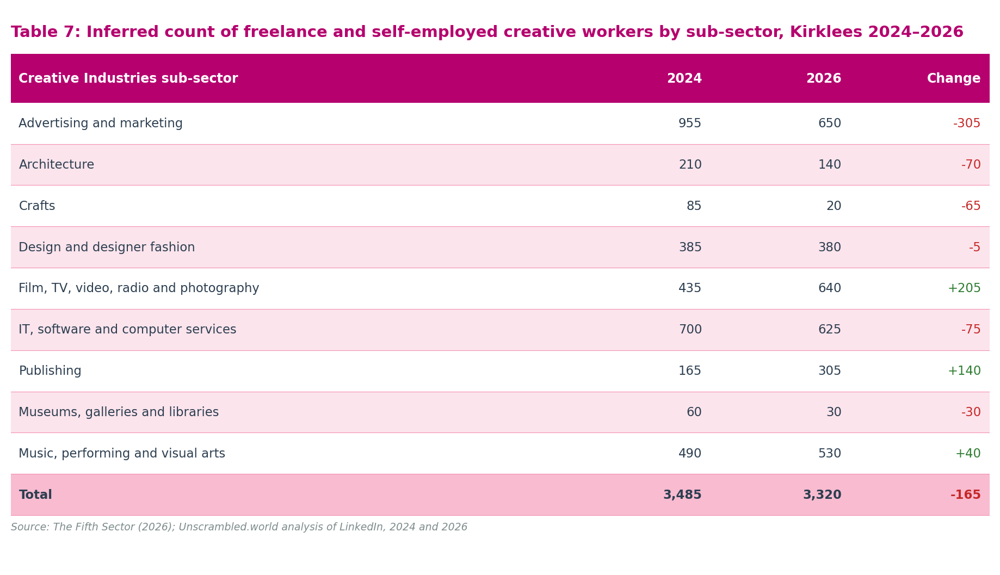 Table 7: Inferred count of freelance and self-employed creative workers by sub-sector, Kirklees 2024–2026
Creative Industries sub-sector 2024 2026 Change
Advertising and marketing 955 650 -305
Architecture 210 140 -70
Crafts 85 20 -65
Design and designer fashion 385 380 -5
Film, TV, video, radio and photography 435 640 +205
IT, software and computer services 700 625 -75
Publishing 165 305 +140
Museums, galleries and libraries 60 30 -30
Music, performing and visual arts 490 530 +40
Total 3,485 3,320 -165
Source: The Fifth Sector (2026); Unscrambled.world analysis of LinkedIn, 2024 and 2026